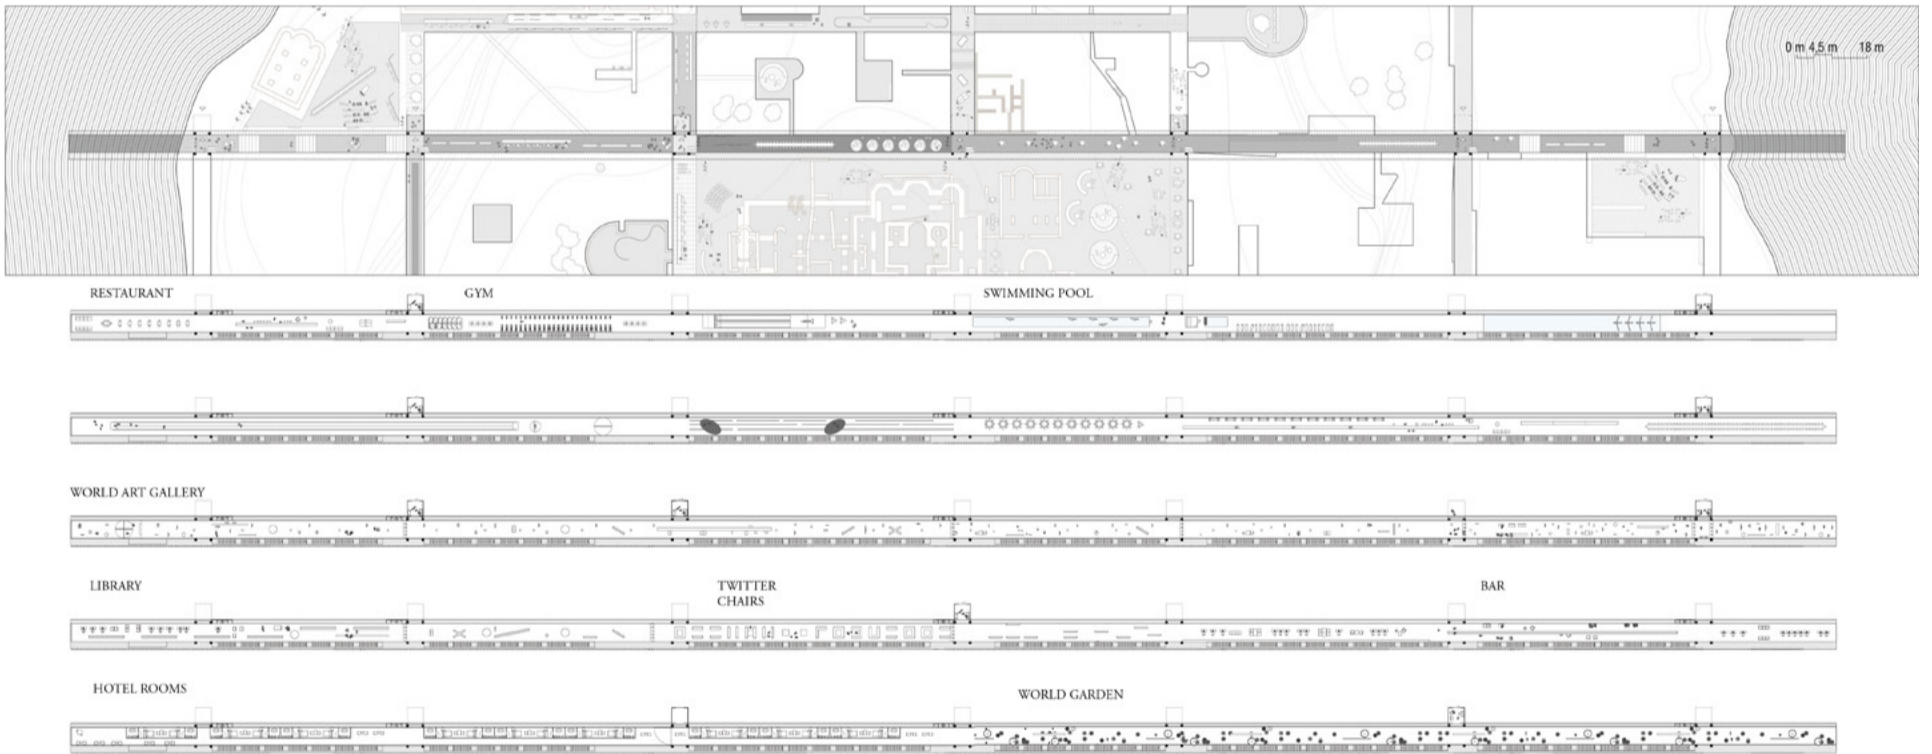 0 m 4,5 m 18 m
RESTAURANT
GYM
SWIMMING POOL
WORLD ART GALLERY
LIBRARY
TWITTER
CHAIRS
BAR
HOTEL ROOMS
WORLD GARDEN